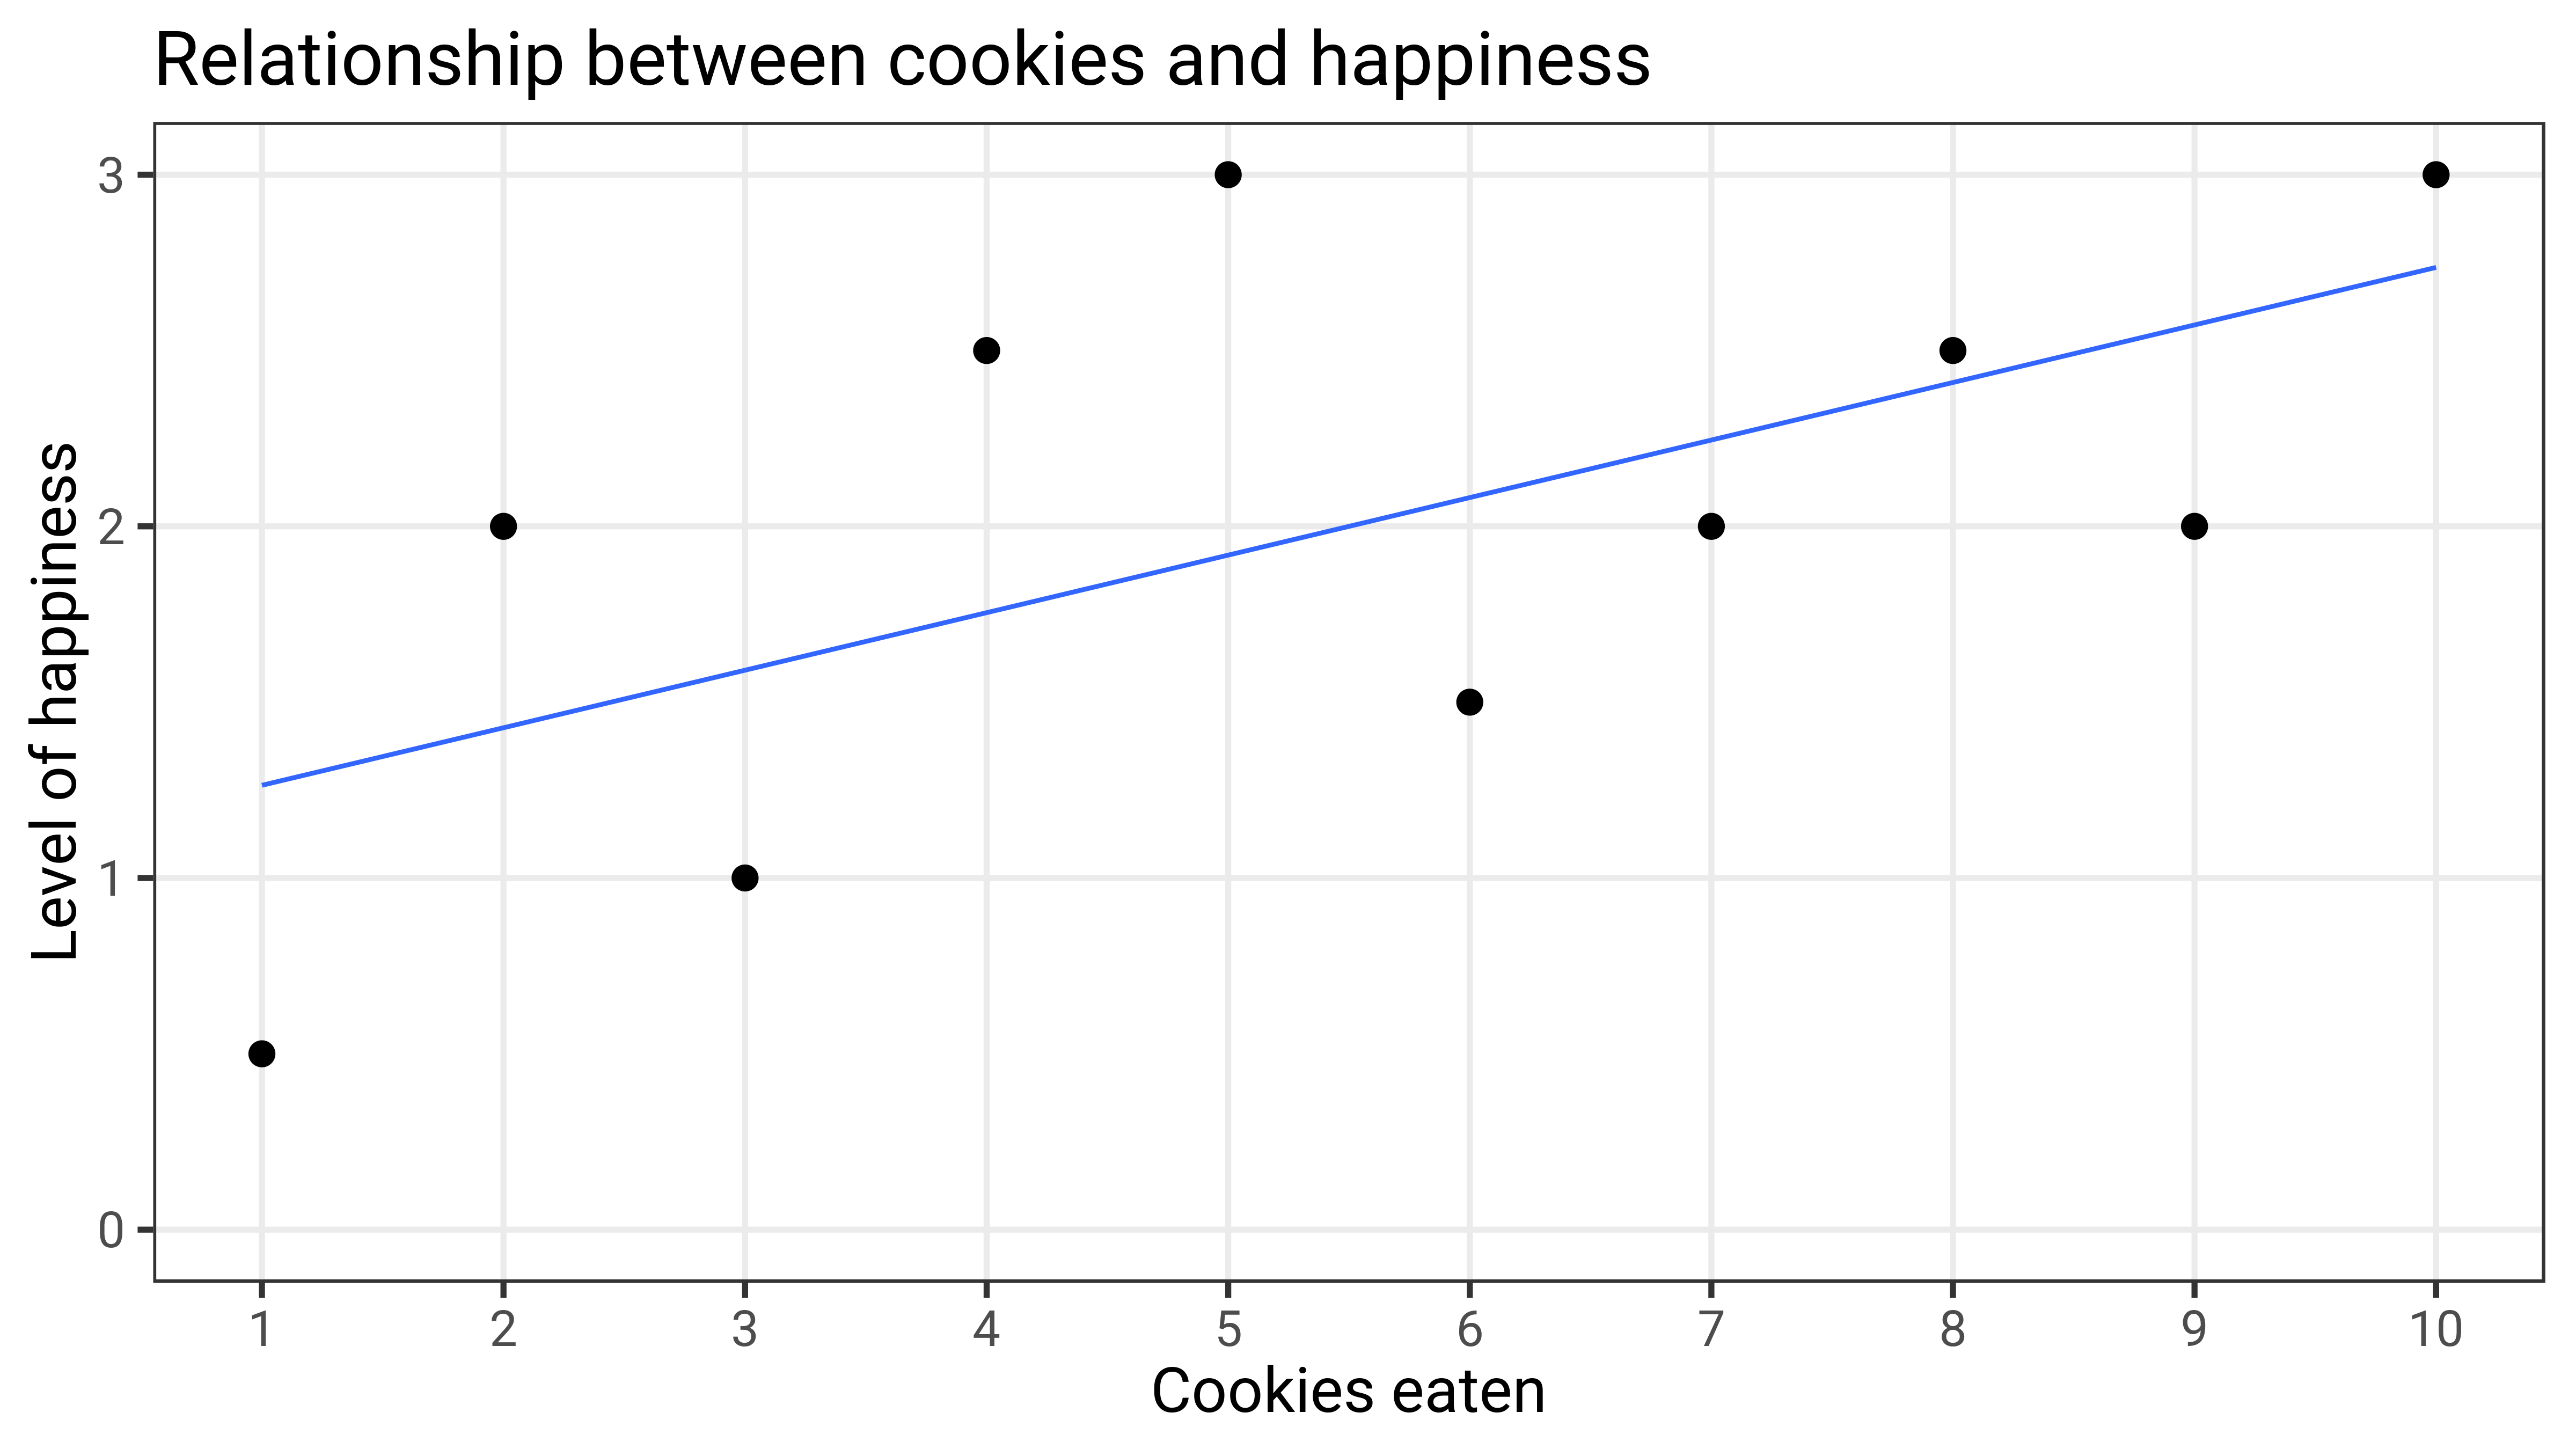 Relationship between cookies and happiness
Level of happiness
3
2
1
0
1 2 3 4 5 6 7 8 9 10
Cookies eaten